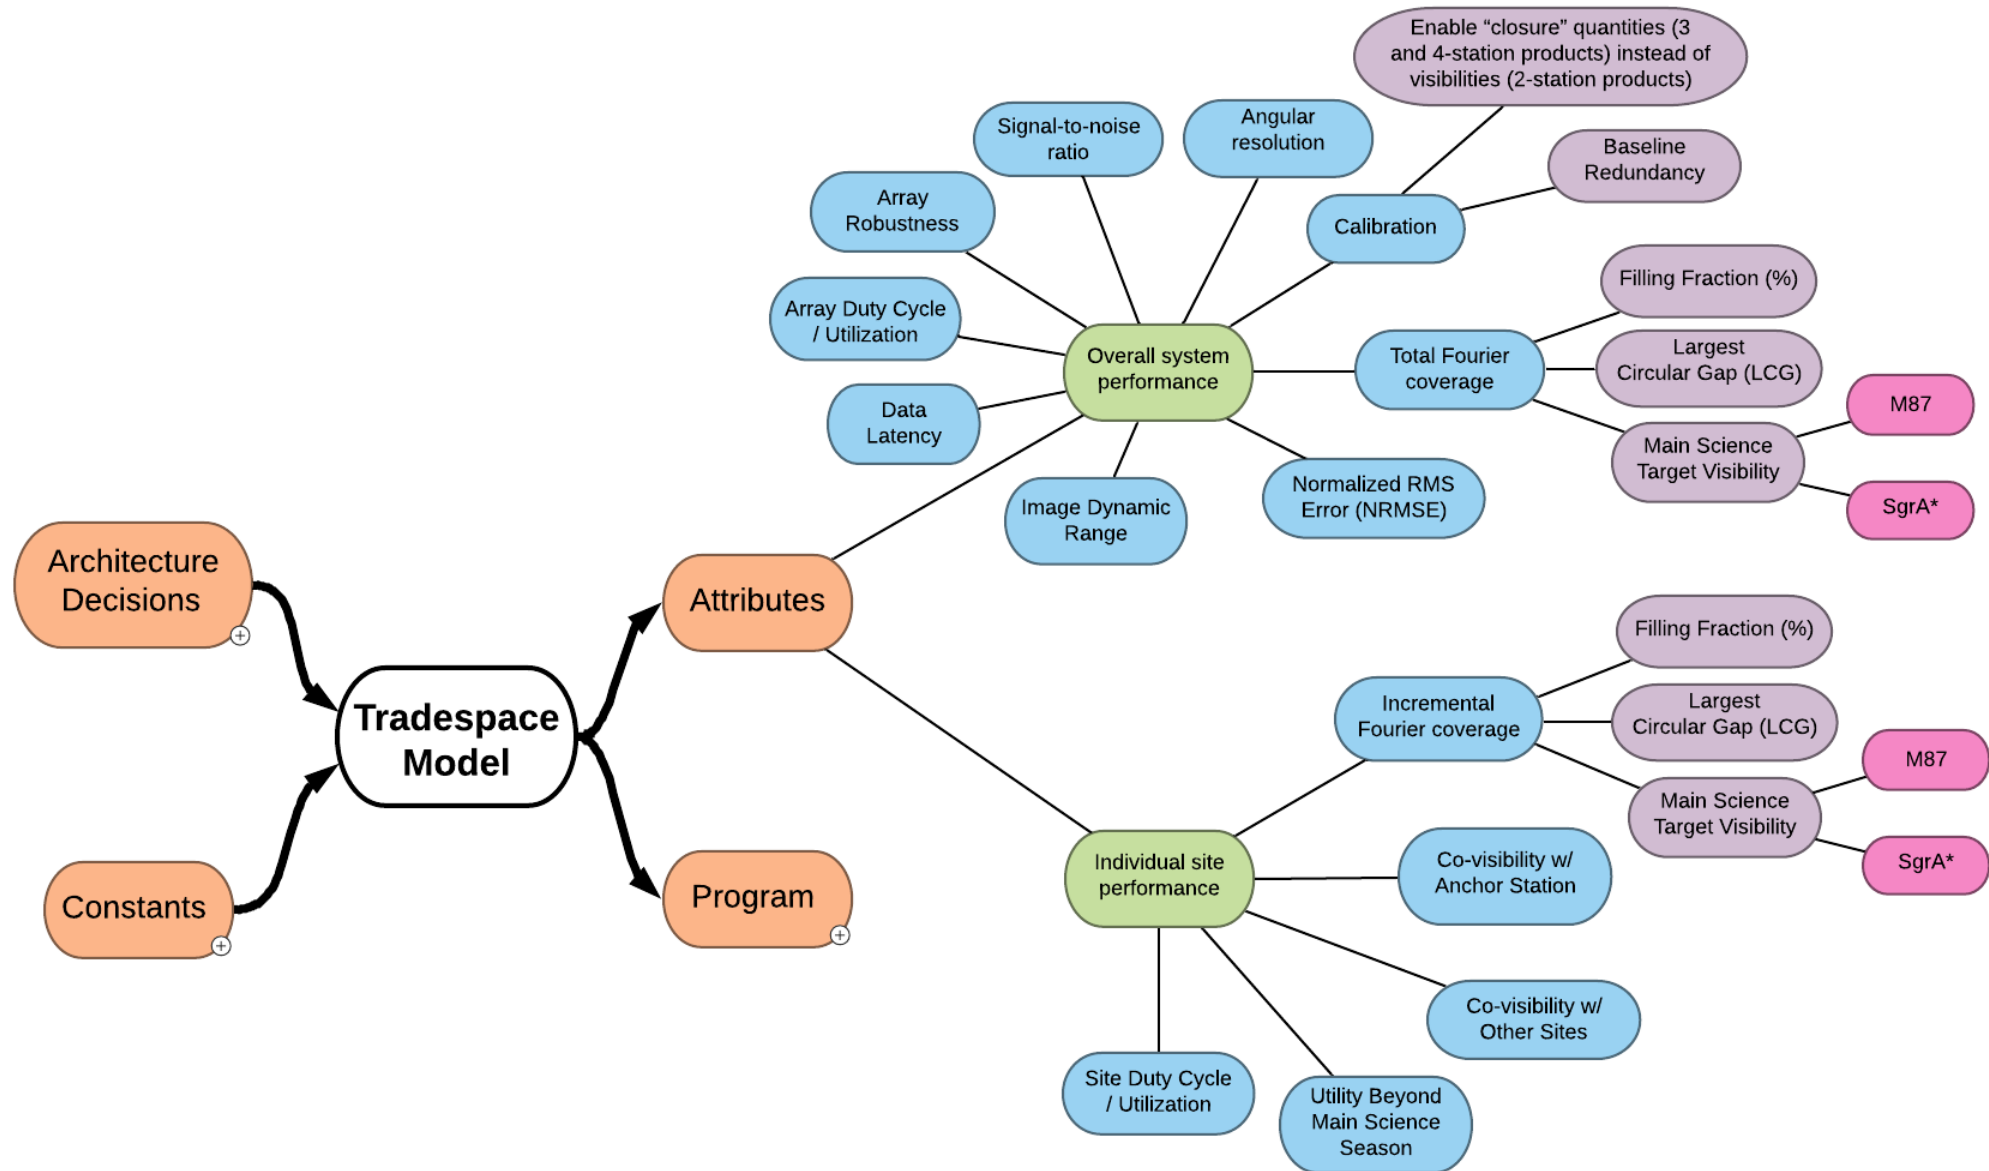 Enable “closure” quantities (3
and 4-station products) instead of
visibilities (2-station products)
Signal-to-noise
ratio
Angular
resolution
Baseline
Redundancy
Array
Robustness
Calibration
Filling Fraction (%)
Array Duty Cycle
/ Utilization
Overall system
performance
Total Fourier
coverage
Largest
Circular Gap (LCG)
M87
Data
Latency
Main Science
Target Visibility
Image Dynamic
Range
Normalized RMS
Error (NRMSE)
SgrA*
Architecture
Decisions
Attributes
Tradespace
Model
Constants
Program
Filling Fraction (%)
Incremental
Fourier coverage
Largest
Circular Gap (LCG)
M87
Main Science
Target Visibility
SgrA*
Individual site
performance
Co-visibility w/
Anchor Station
Co-visibility w/
Other Sites
Site Duty Cycle
/ Utilization
Utility Beyond
Main Science
Season